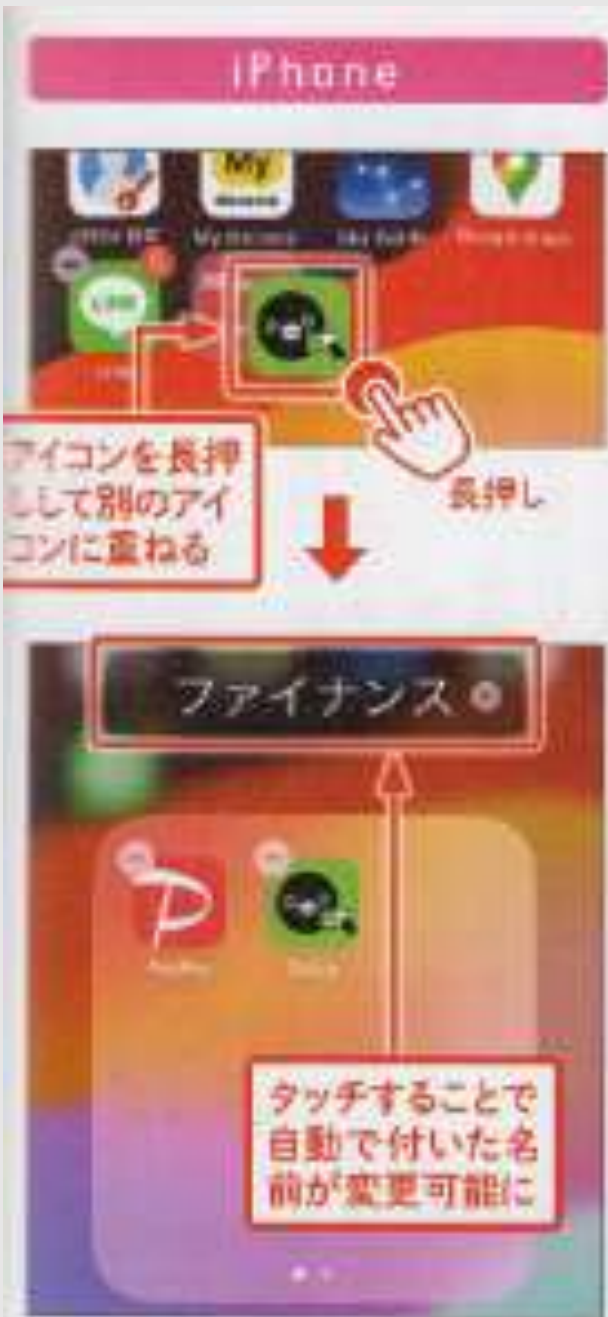 iPhone
My
LINE
アイコンを長押
しして別のアイ
コンに重ねる
長押し
ファイナンス
タッチすることで
自動で付いた名
前が変更可能に